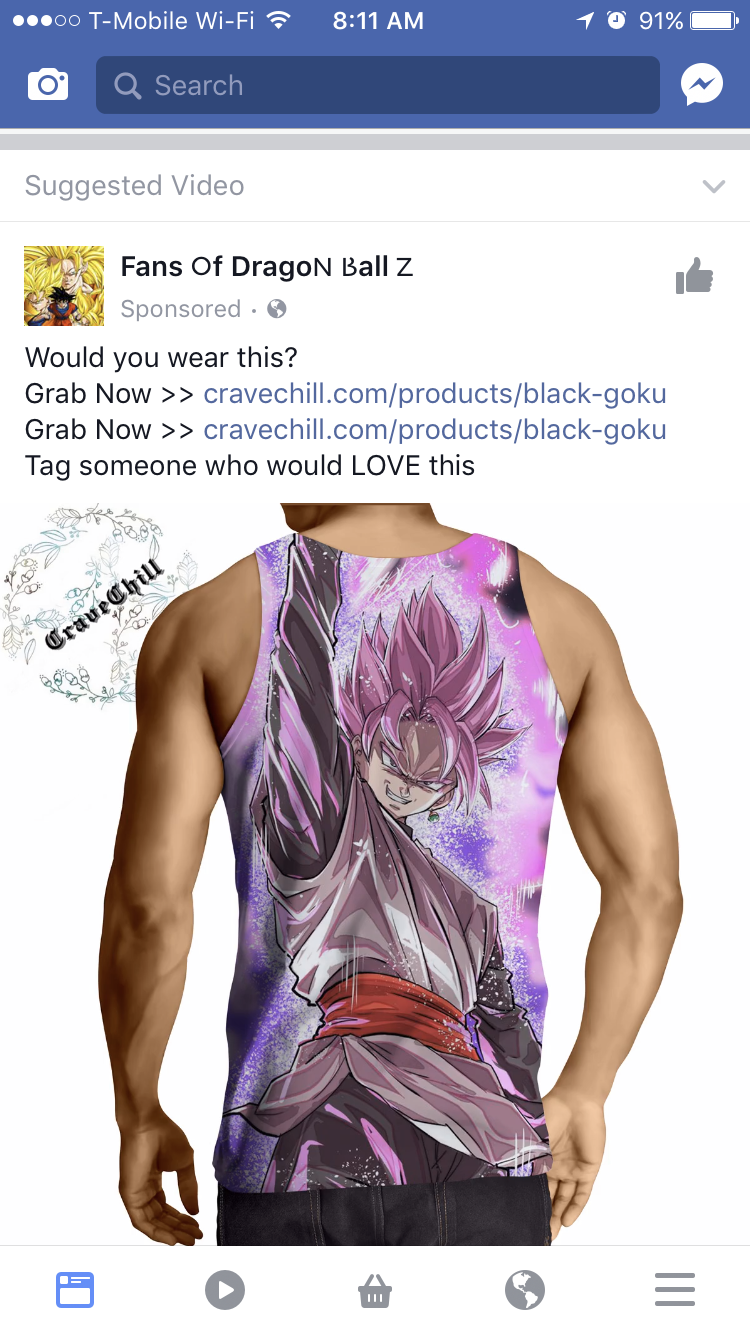 T-Mobile Wi-Fi 8:11 AM 91%
Search
Suggested Video
Fans Of DragoN Ball Z
Sponsored ·
Would you wear this?
Grab Now >> cravechill.com/products/black-goku
Grab Now >> cravechill.com/products/black-goku
Tag someone who would LOVE this
CraveChill